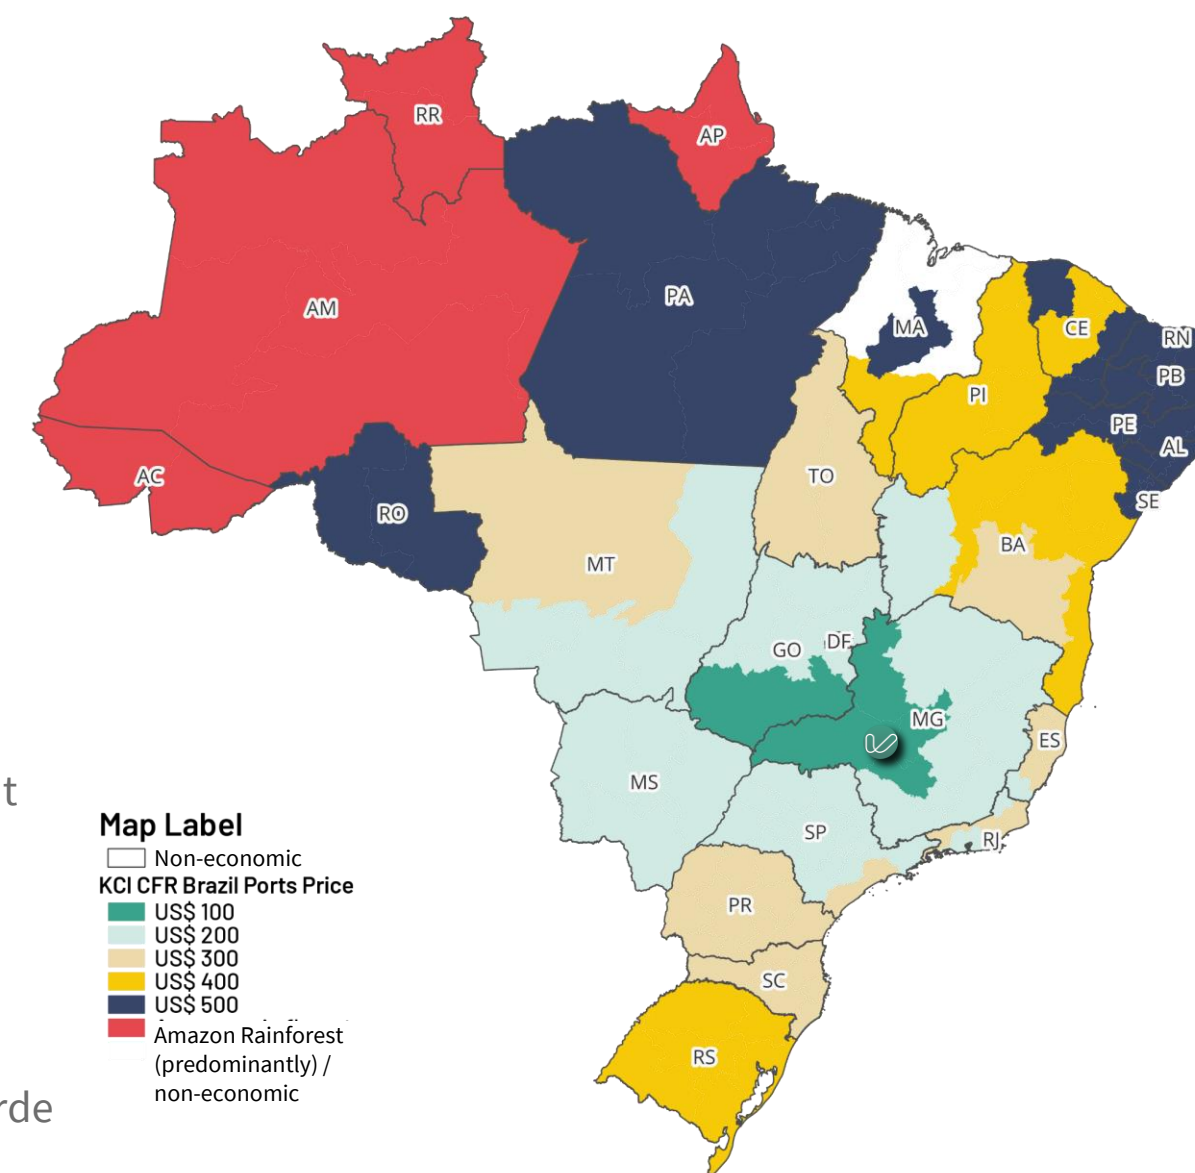 RR
AP
AM
PA
MA
CE
RN
PB
PI
PE
AL
AC
TO
SE
RO
BA
MT
GO
DF
MG
ES
MS
SP
RJ
PR
SC
RS
t
Map Label
Non-economic
KCI CFR Brazil Ports Price
US$ 100
US$ 200
US$ 300
US$ 400
US$ 500
Amazon Rainforest
(predominantly) /
non-economic
rde